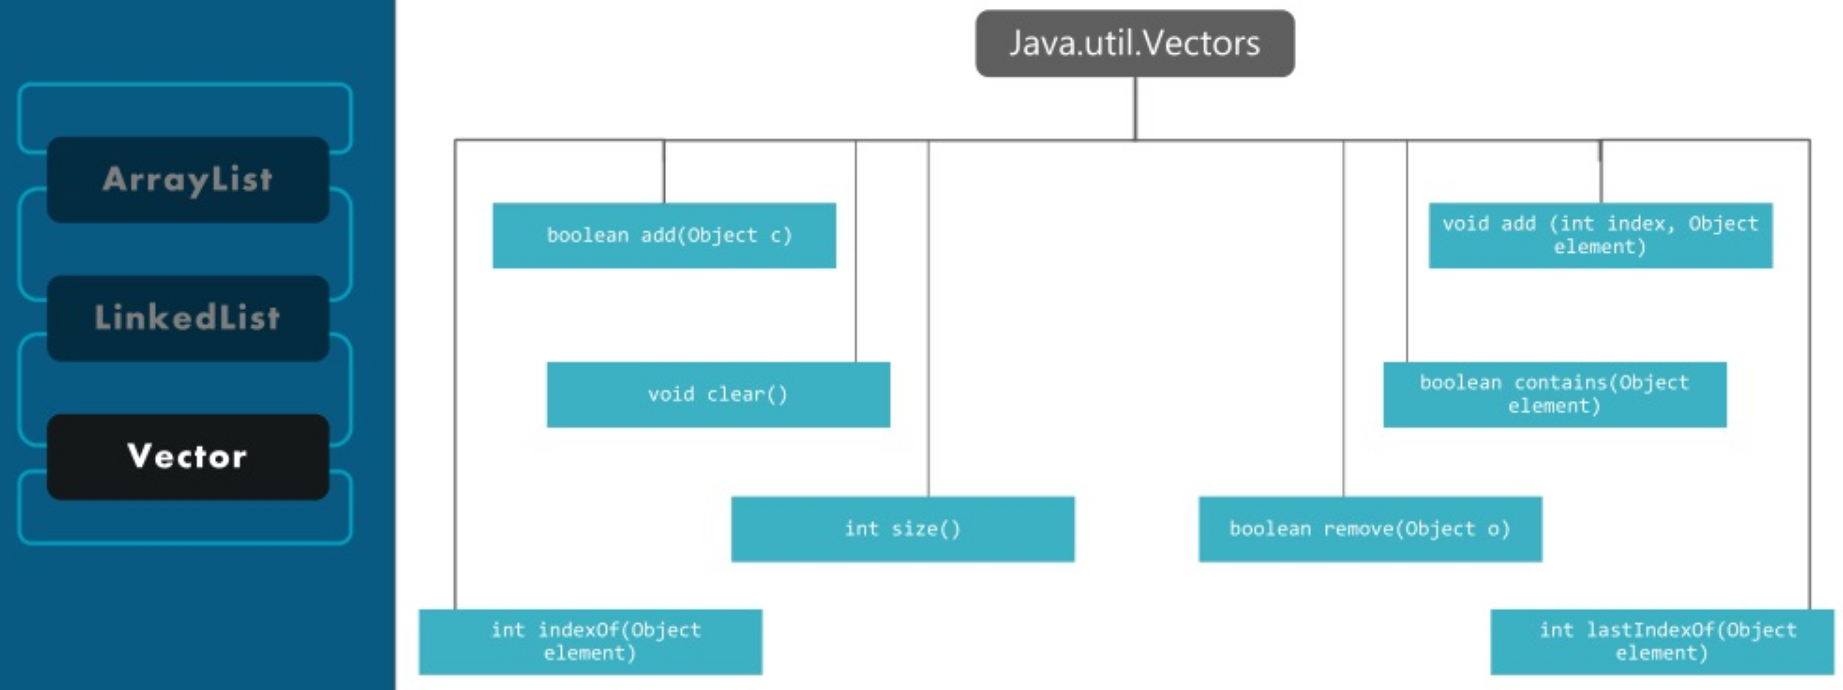 ArrayList
LinkedList
Vector
Java.util.Vectors
boolean add(Object c)
void add (int index, Object
element)
void clear()
boolean contains(Object
element)
int size()
boolean remove(Object o)
int indexOf(Object
element)
int lastIndexOf(Object
element)